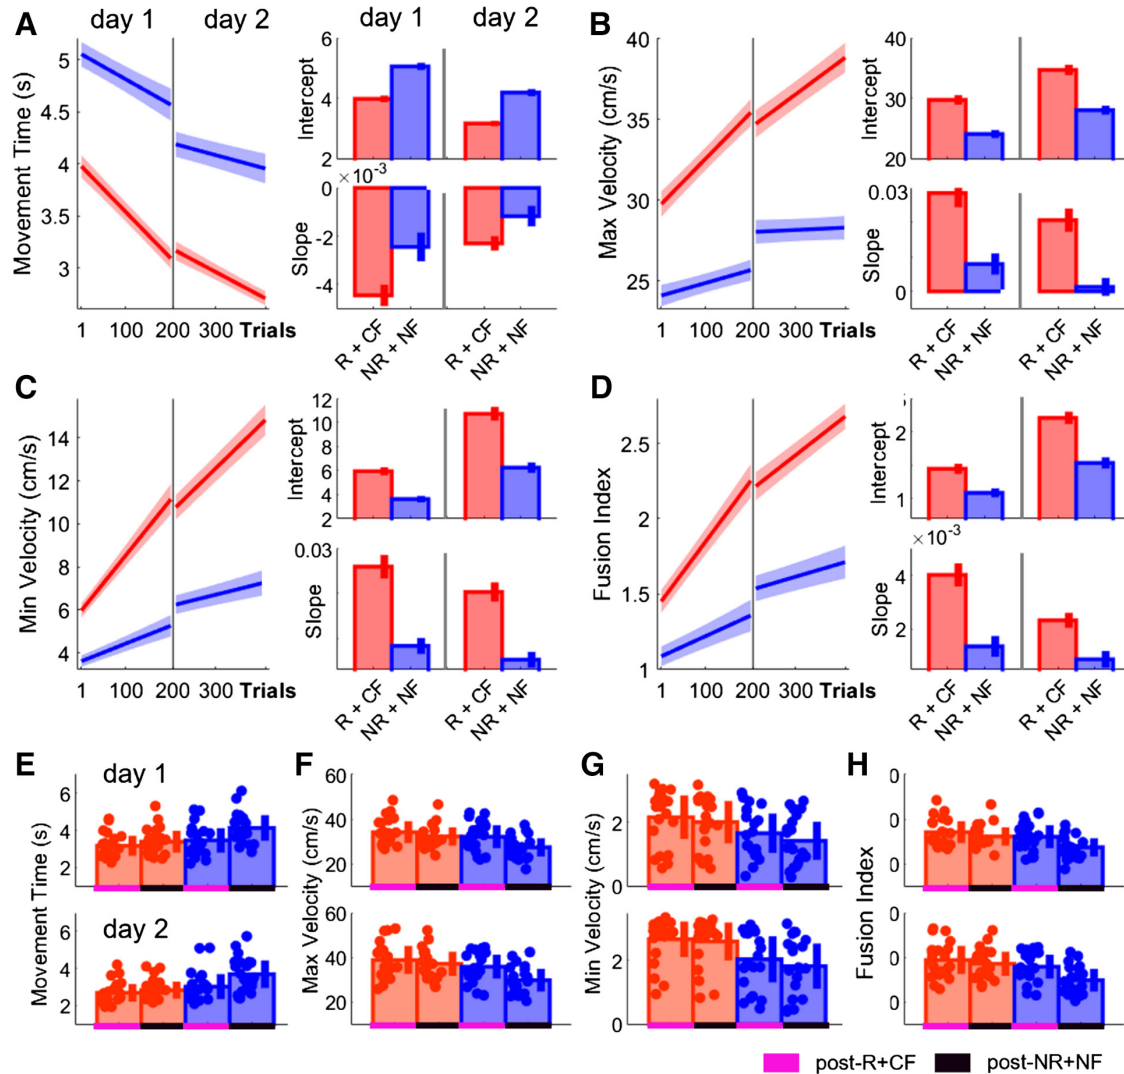 A
day 1
day 2
Movement Time (s)
5
4.5
4
3.5
3
1 100 200 300 Trials
day 1
day 2
Intercept
6
4
2
×10⁻³
Slope
0
-2
-4
R + CF
NR + NF
R + CF
NR + NF
B
Max Velocity (cm/s)
40
35
30
25
1 100 200 300 Trials
Intercept
40
30
20
Slope
0.03
0
R + CF
NR + NF
R + CF
NR + NF
C
Min Velocity (cm/s)
14
12
10
8
6
4
1 100 200 300 Trials
Intercept
12
10
8
6
4
2
Slope
0.03
R + CF
NR + NF
R + CF
NR + NF
D
Fusion Index
2.5
2
1.5
1
1 100 200 300 Trials
Intercept
2
1
×10⁻³
Slope
4
2
R + CF
NR + NF
R + CF
NR + NF
E
day 1
Movement Time (s)
6
4
2
day 2
Movement Time (s)
6
4
2
F
Max Velocity (cm/s)
60
40
20
Max Velocity (cm/s)
60
40
20
G
Min Velocity (cm/s)
2
0
Min Velocity (cm/s)
2
0
H
Fusion Index
0
0
0
Fusion Index
0
0
0
post-R+CF
post-NR+NF